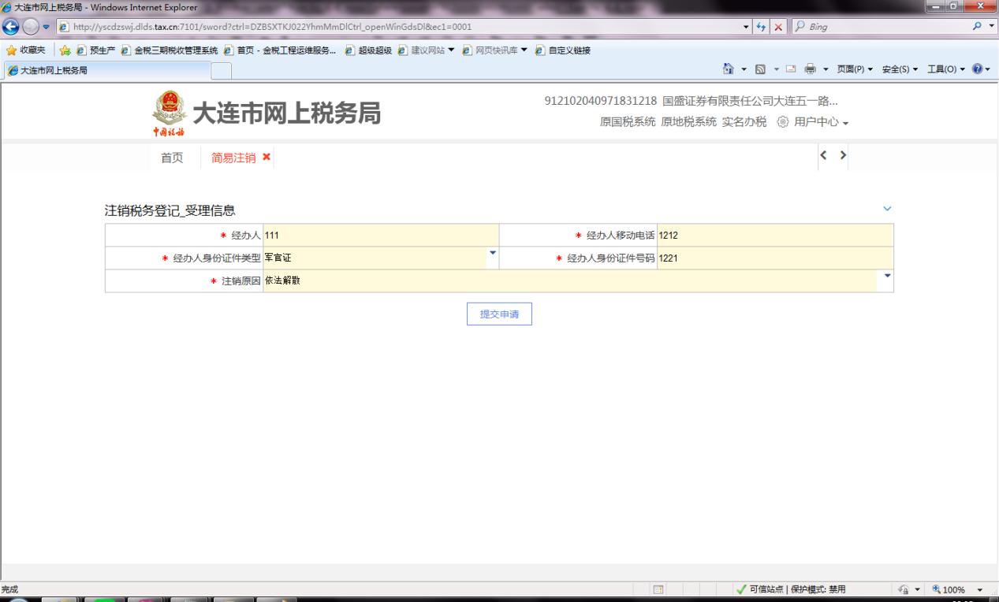 大连市网上税务局 - Windows Internet Explorer
http://yscdzswj.dlds.tax.cn:7101/sword?ctrl=DZBSXTKJ022YhmMmDlCtrl_openWinGdsDl&ec1=0001
Bing
收藏夹 预生产 金税三期税收管理系统 首页 - 金税工程运维服务... 超级超级 建议网站 网页快讯库 自定义链接
大连市网上税务局
页面(P) 安全(S) 工具(O)
912102040971831218 国盛证券有限责任公司大连五一路...
中国税务 大连市网上税务局
原国税系统 原地税系统 实名办税 用户中心
首页 简易注销
注销税务登记_受理信息
* 经办人 111 * 经办人移动电话 1212
* 经办人身份证件类型 军官证 * 经办人身份证件号码 1221
* 注销原因 依法解散
提交申请
完成 可信站点 | 保护模式: 禁用 100%